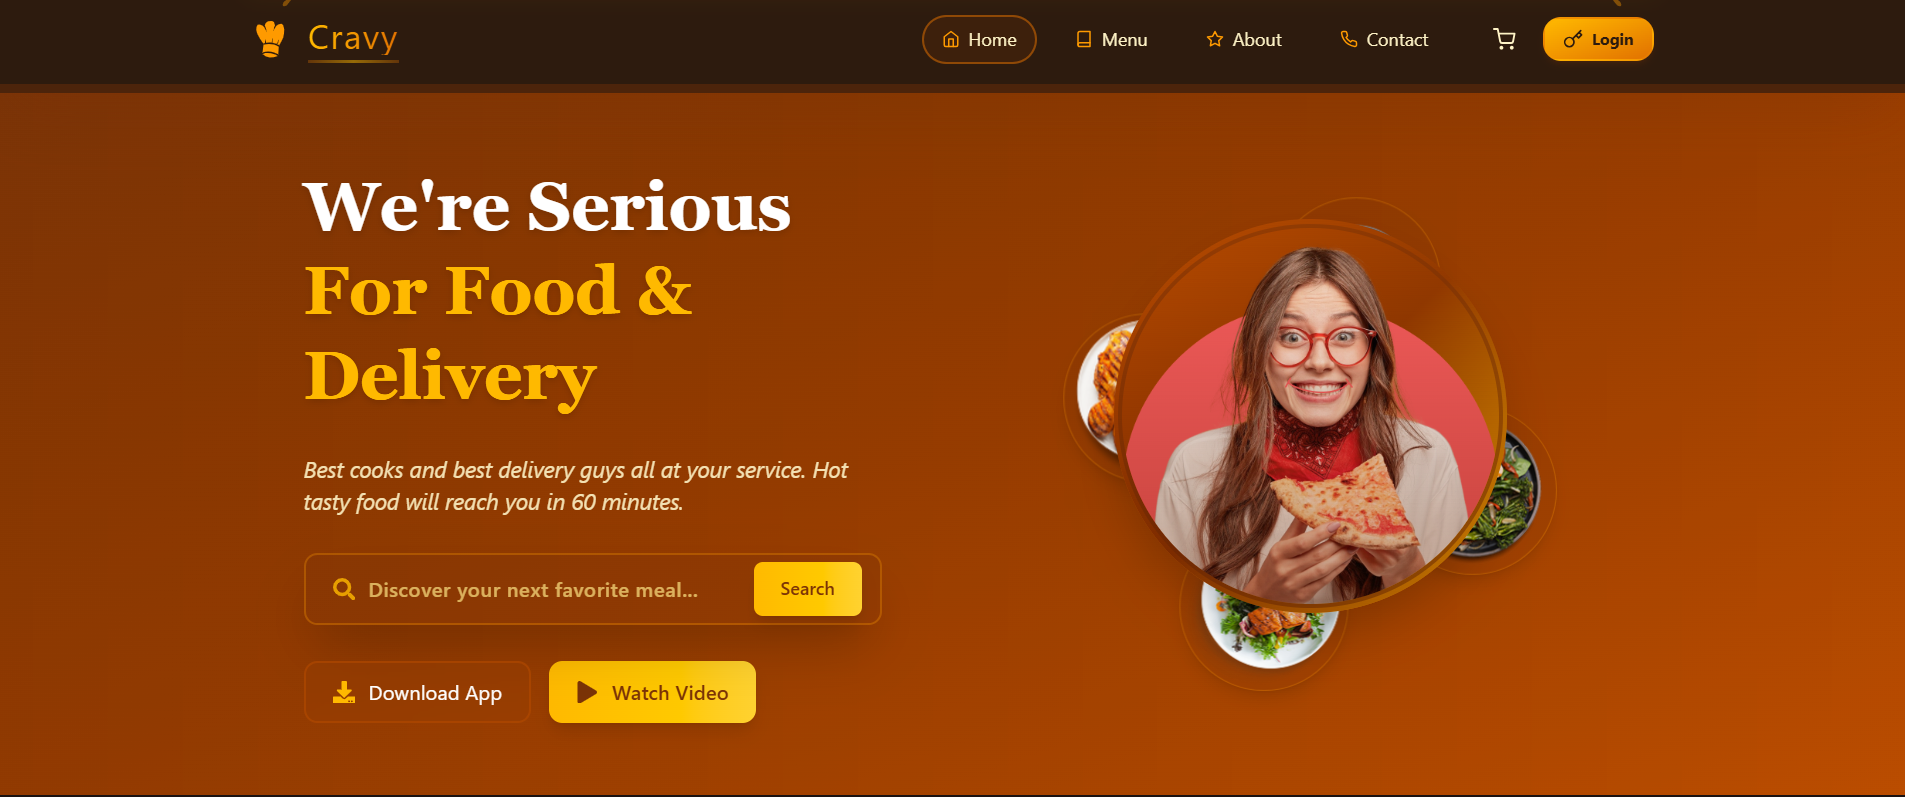 Cravy
Home
Menu
About
Contact
Login
We're Serious
For Food &
Delivery
Best cooks and best delivery guys all at your service. Hot
tasty food will reach you in 60 minutes.
Discover your next favorite meal...
Search
Download App
Watch Video